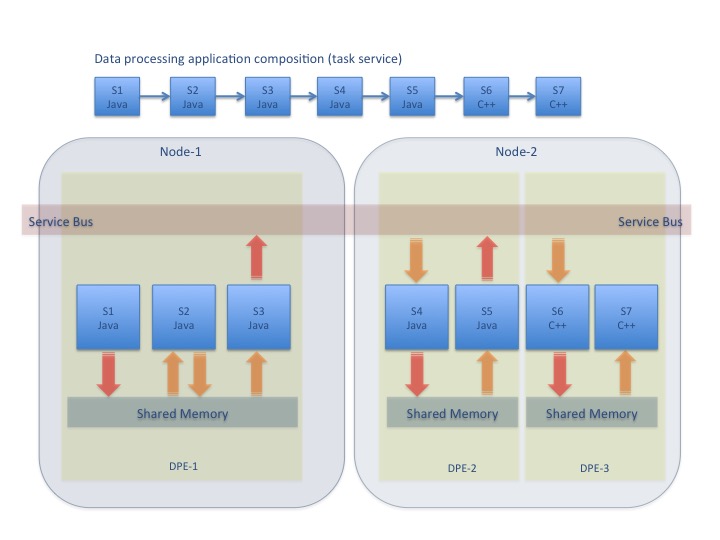 Data processing application composition (task service)
S1
Java
S2
Java
S3
Java
S4
Java
S5
Java
S6
C++
S7
C++
Node-1
Node-2
Service Bus
Service Bus
S1
Java
S2
Java
S3
Java
S4
Java
S5
Java
S6
C++
S7
C++
Shared Memory
Shared Memory
Shared Memory
DPE-1
DPE-2
DPE-3